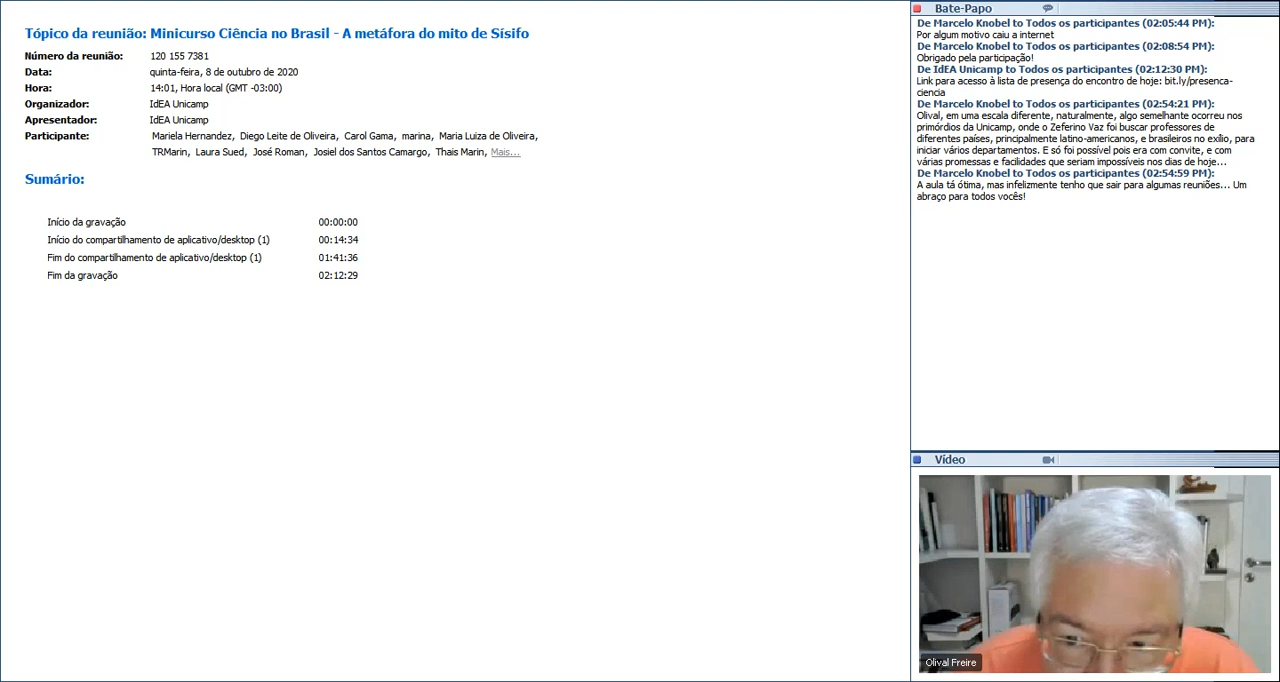 Tópico da reunião: Minicurso Ciência no Brasil - A metáfora do mito de Sísifo
Número da reunião: 120 155 7381
Data: quinta-feira, 8 de outubro de 2020
Hora: 14:01, Hora local (GMT -03:00)
Organizador: IdEA Unicamp
Apresentador: IdEA Unicamp
Participante: Mariela Hernandez, Diego Leite de Oliveira, Carol Gama, marina, Maria Luiza de Oliveira,
TRMarin, Laura Sued, José Roman, Josiel dos Santos Camargo, Thais Marin, Mais...
Sumário:
Início da gravação 00:00:00
Início do compartilhamento de aplicativo/desktop (1) 00:14:34
Fim do compartilhamento de aplicativo/desktop (1) 01:41:36
Fim da gravação 02:12:29
Bate-Papo
De Marcelo Knobel to Todos os participantes (02:05:44 PM):
Por algum motivo caiu a internet
De Marcelo Knobel to Todos os participantes (02:08:54 PM):
Obrigado pela participação!
De IdEA Unicamp to Todos os participantes (02:12:30 PM):
Link para acesso à lista de presença do encontro de hoje: bit.ly/presenca-
ciencia
De Marcelo Knobel to Todos os participantes (02:54:21 PM):
Olival, em uma escala diferente, naturalmente, algo semelhante ocorreu nos
primórdios da Unicamp, onde o Zeferino Vaz foi buscar professores de
diferentes países, principalmente latino-americanos, e brasileiros no exílio, para
iniciar vários departamentos. E só foi possível pois era com convite, e com
várias promessas e facilidades que seriam impossíveis nos dias de hoje...
De Marcelo Knobel to Todos os participantes (02:54:59 PM):
A aula tá ótima, mas infelizmente tenho que sair para algumas reuniões... Um
abraço para todos vocês!
Vídeo
Olival Freire